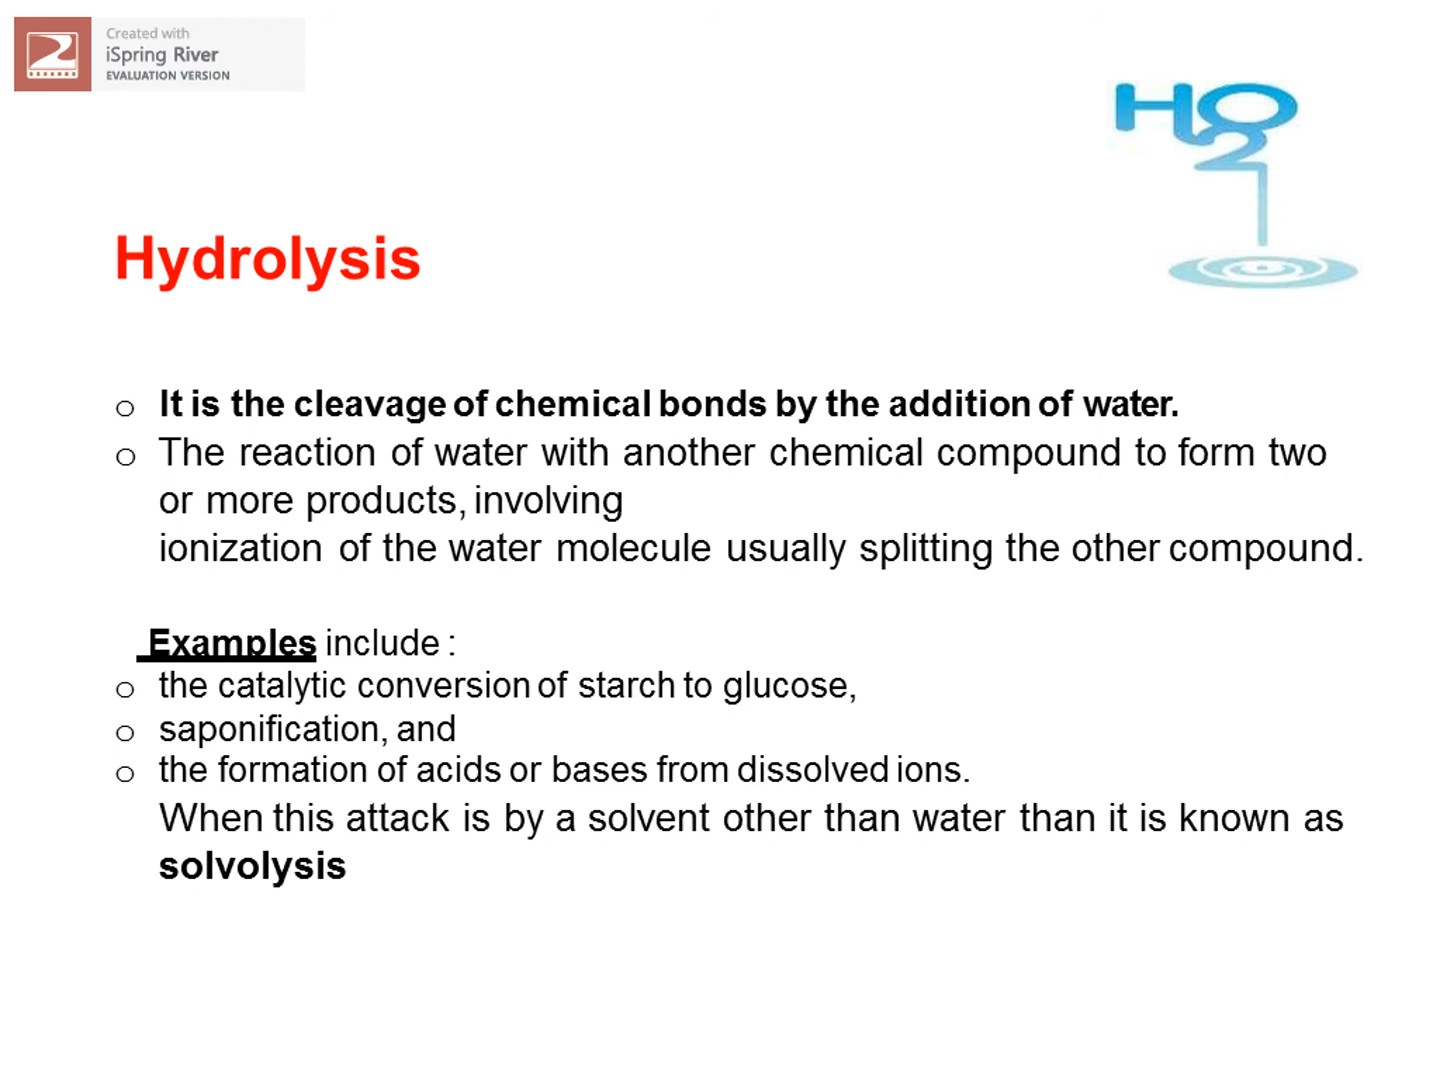 Created with
iSpring River
EVALUATION VERSION
H2O
Hydrolysis
o It is the cleavage of chemical bonds by the addition of water.
o The reaction of water with another chemical compound to form two
or more products, involving
ionization of the water molecule usually splitting the other compound.
Examples include :
o the catalytic conversion of starch to glucose,
o saponification, and
o the formation of acids or bases from dissolved ions.
When this attack is by a solvent other than water than it is known as
solvolysis